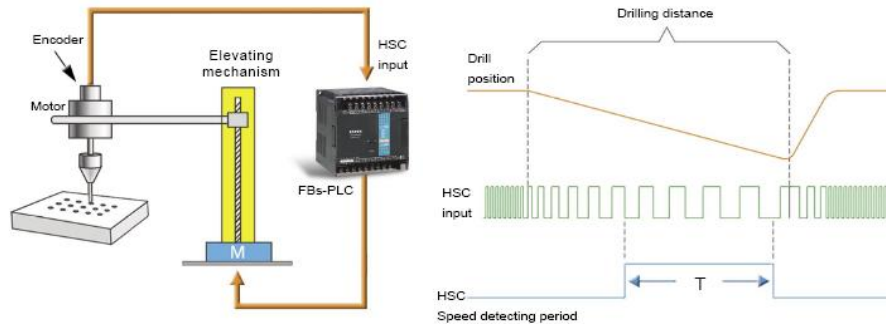 Encoder
Motor
Elevating
mechanism
HSC
input
FBs-PLC
M
Drilling distance
Drill
position
HSC
input
T
HSC
Speed detecting period